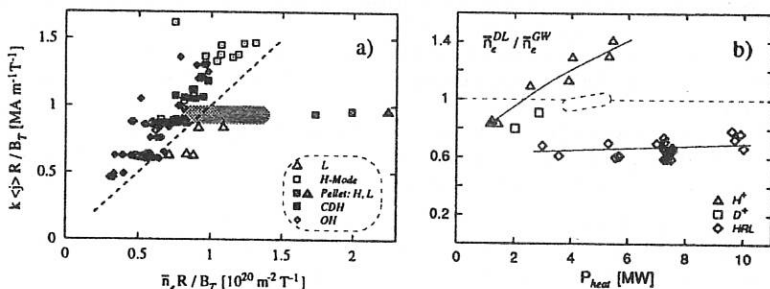 k <j> R / B_T [MA m⁻¹T⁻¹]
1.5
1
0.5
0
0
0.5
1
1.5
2
a)
L
H-Mode
Pellet: H, L
CDH
OH
n̅_e R / B_T [10²⁰ m⁻² T⁻¹]
b)
n̅_e^DL / n̅_e^GW
1.4
1
0.6
0.2
0
2
4
6
8
10
H⁺
D⁺
HRL
P_heat [MW]